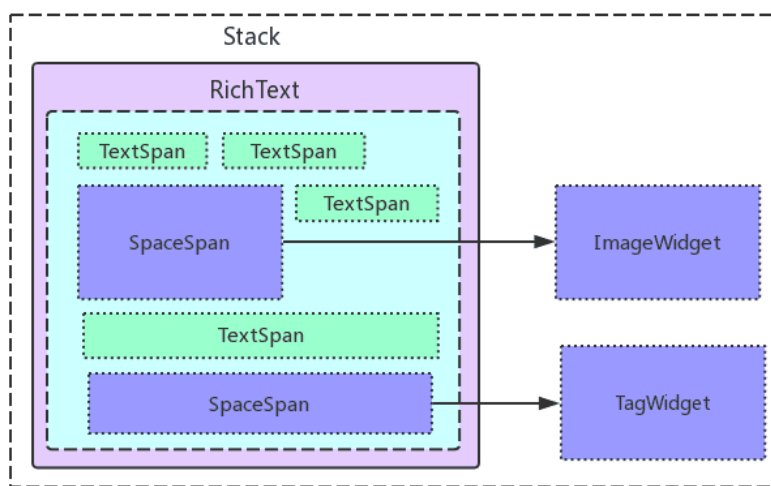 Stack
RichText
TextSpan TextSpan
TextSpan
SpaceSpan
ImageWidget
TextSpan
SpaceSpan
TagWidget